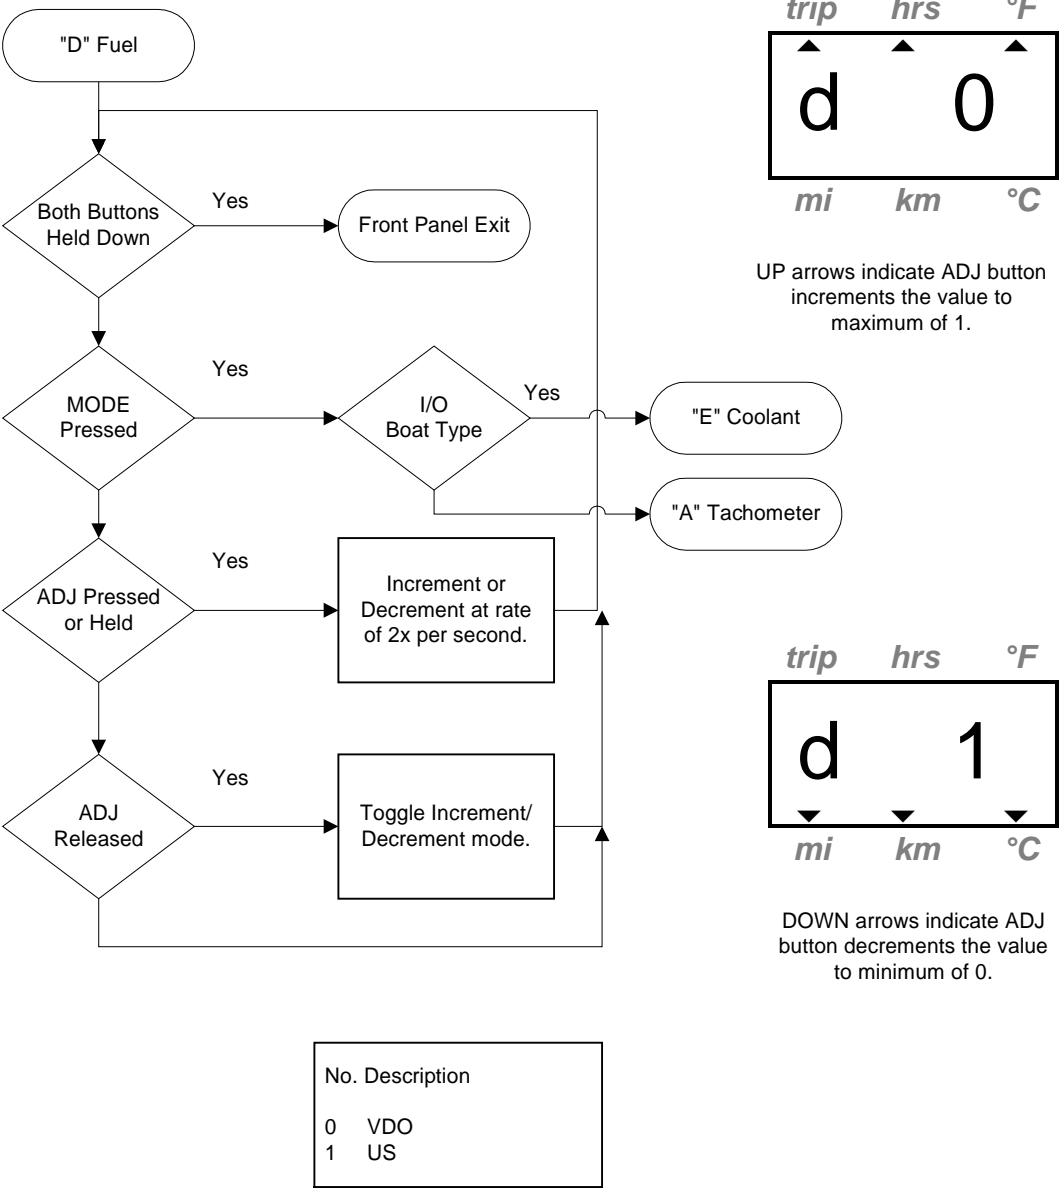 "D" Fuel
trip hrs °F
d 0
mi km °C
Both Buttons
Held Down
Yes
Front Panel Exit
UP arrows indicate ADJ button
increments the value to
maximum of 1.
MODE
Pressed
Yes
I/O
Boat Type
Yes
"E" Coolant
"A" Tachometer
ADJ Pressed
or Held
Yes
Increment or
Decrement at rate
of 2x per second.
trip hrs °F
d 1
mi km °C
ADJ
Released
Yes
Toggle Increment/
Decrement mode.
DOWN arrows indicate ADJ
button decrements the value
to minimum of 0.
No. Description
0 VDO
1 US